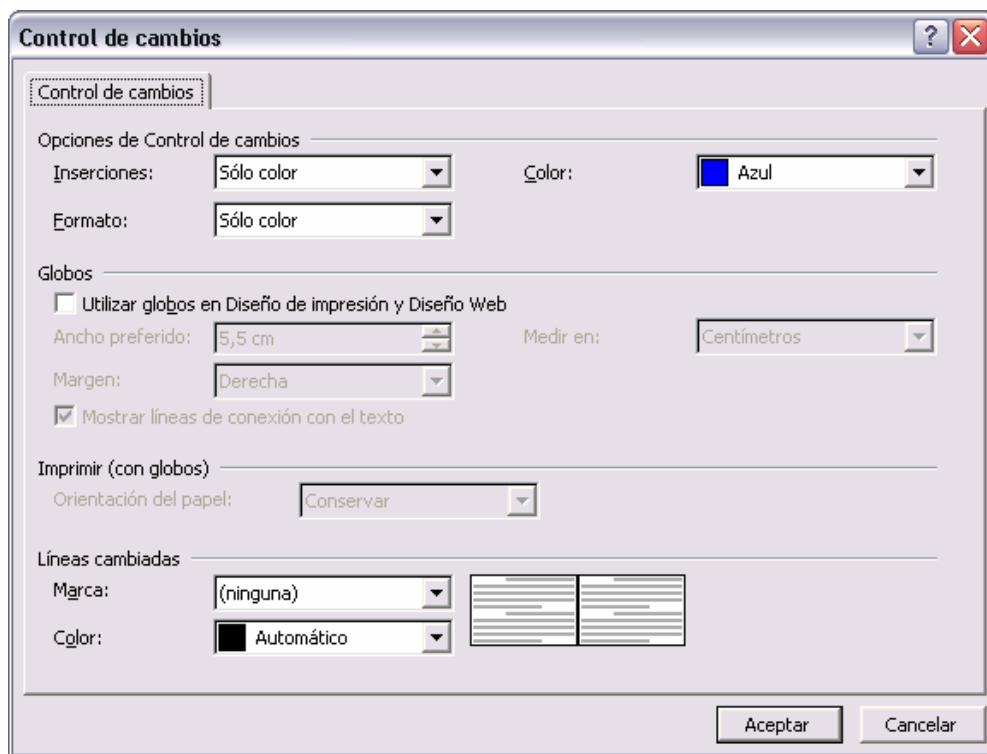 Control de cambios
?
Control de cambios
Opciones de Control de cambios
Inserciones: Sólo color Color: Azul
Formato: Sólo color
Globos
Utilizar globos en Diseño de impresión y Diseño Web
Ancho preferido: 5,5 cm Medir en: Centímetros
Margen: Derecha
Mostrar líneas de conexión con el texto
Imprimir (con globos)
Orientación del papel: Conservar
Líneas cambiadas
Marca: (ninguna)
Color: Automático
Aceptar Cancelar